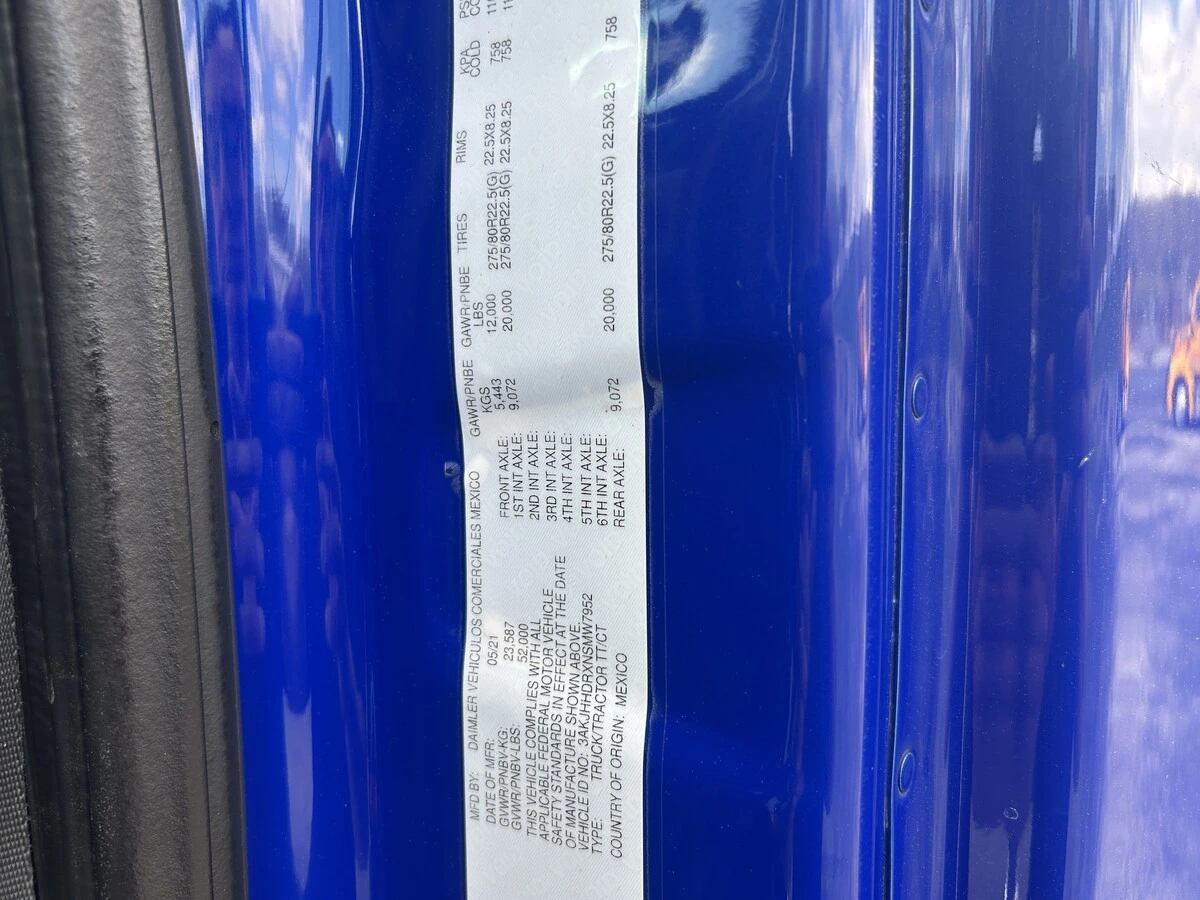 MFD BY: DAIMLER VEHICULOS COMERCIALES MEXICO
DATE OF MFR: 05/21
GVWR/PNBV-KG: 23,587
GVWR/PNBV-LBS: 52,000
THIS VEHICLE COMPLIES WITH ALL
APPLICABLE FEDERAL MOTOR VEHICLE
SAFETY STANDARDS IN EFFECT AT THE DATE
OF MANUFACTURE SHOWN ABOVE.
VEHICLE ID NO: 3AKJHHDRXNSMW7952
TYPE: TRUCK/TRACTOR TT/CT
COUNTRY OF ORIGIN: MEXICO
GAWR/PNBE GAWR/PNBE TIRES RIMS KPA
KGS LBS COLD
FRONT AXLE: 5,443 12,000 275/80R22.5(G) 22.5X8.25 758
1ST INT AXLE: 9,072 20,000 275/80R22.5(G) 22.5X8.25 758
2ND INT AXLE:
3RD INT AXLE:
4TH INT AXLE:
5TH INT AXLE:
6TH INT AXLE:
REAR AXLE: 9,072 20,000 275/80R22.5(G) 22.5X8.25 758